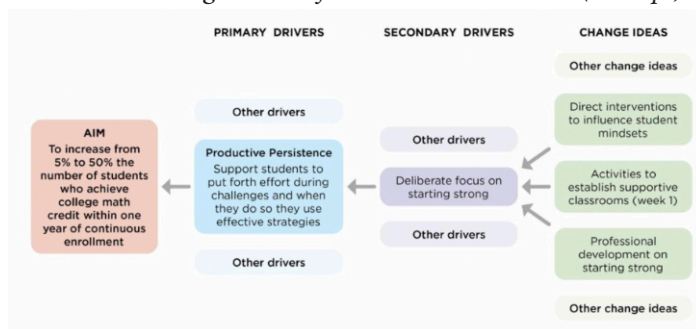 PRIMARY DRIVERS
SECONDARY DRIVERS
CHANGE IDEAS
AIM
To increase from
5% to 50% the
number of students
who achieve
college math
credit within one
year of continuous
enrollment
Other drivers
Productive Persistence
Support students to
put forth effort during
challenges and when
they do so they use
effective strategies
Other drivers
Other drivers
Deliberate focus on
starting strong
Other drivers
Other change ideas
Direct interventions
to influence student
mindsets
Activities to
establish supportive
classrooms (week 1)
Professional
development on
starting strong
Other change ideas